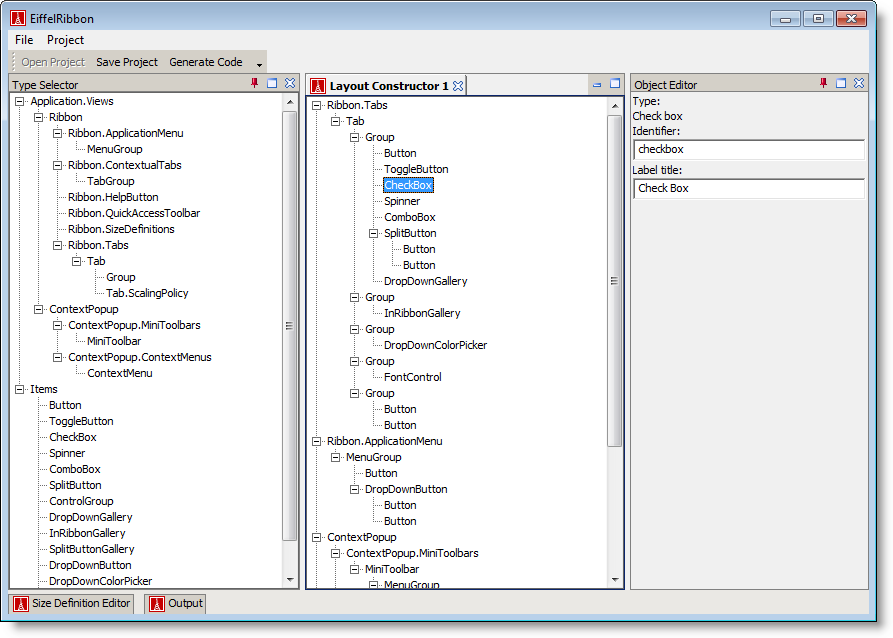 EiffelRibbon
File Project
Open Project Save Project Generate Code
Type Selector
Application.Views
Ribbon
Ribbon.ApplicationMenu
MenuGroup
Ribbon.ContextualTabs
TabGroup
Ribbon.HelpButton
Ribbon.QuickAccessToolbar
Ribbon.SizeDefinitions
Ribbon.Tabs
Tab
Group
Tab.ScalingPolicy
ContextPopup
ContextPopup.MiniToolbars
MiniToolbar
ContextPopup.ContextMenus
ContextMenu
Items
Button
ToggleButton
CheckBox
Spinner
ComboBox
SplitButton
ControlGroup
DropDownGallery
InRibbonGallery
SplitButtonGallery
DropDownButton
DropDownColorPicker
Layout Constructor 1
Ribbon.Tabs
Tab
Group
Button
ToggleButton
CheckBox
Spinner
ComboBox
SplitButton
Button
Button
DropDownGallery
Group
InRibbonGallery
Group
DropDownColorPicker
Group
FontControl
Group
Button
Button
Ribbon.ApplicationMenu
MenuGroup
Button
DropDownButton
Button
Button
ContextPopup
ContextPopup.MiniToolbars
MiniToolbar
MenuGroup
Object Editor
Type:
Check box
Identifier:
checkbox
Label title:
Check Box
Size Definition Editor
Output